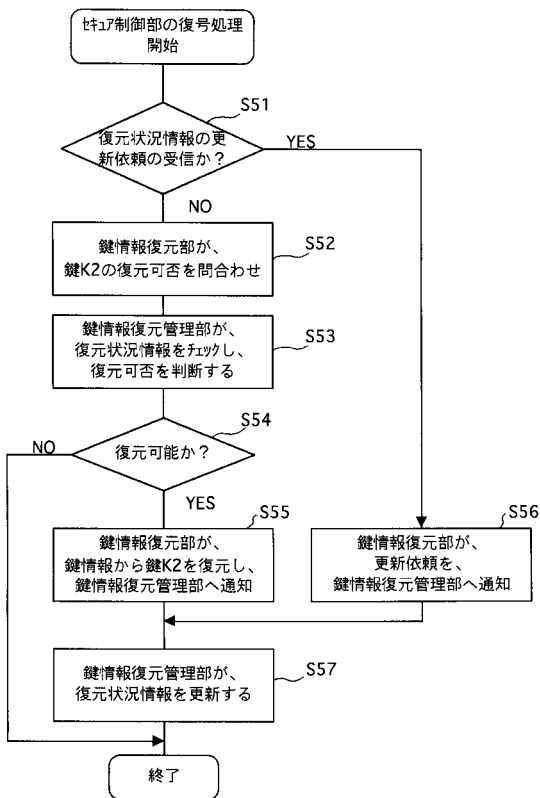 ｾｷｭｱ制御部の復号処理
開始
S51
復元状況情報の更
新依頼の受信か？
YES
NO
S52
鍵情報復元部が、
鍵K2の復元可否を問合わせ
S53
鍵情報復元管理部が、
復元状況情報をﾁｪｯｸし、
復元可否を判断する
S54
NO
復元可能か？
YES
S55
鍵情報復元部が、
鍵情報から鍵K2を復元し、
鍵情報復元管理部へ通知
S56
鍵情報復元部が、
更新依頼を、
鍵情報復元管理部へ通知
S57
鍵情報復元管理部が、
復元状況情報を更新する
終了